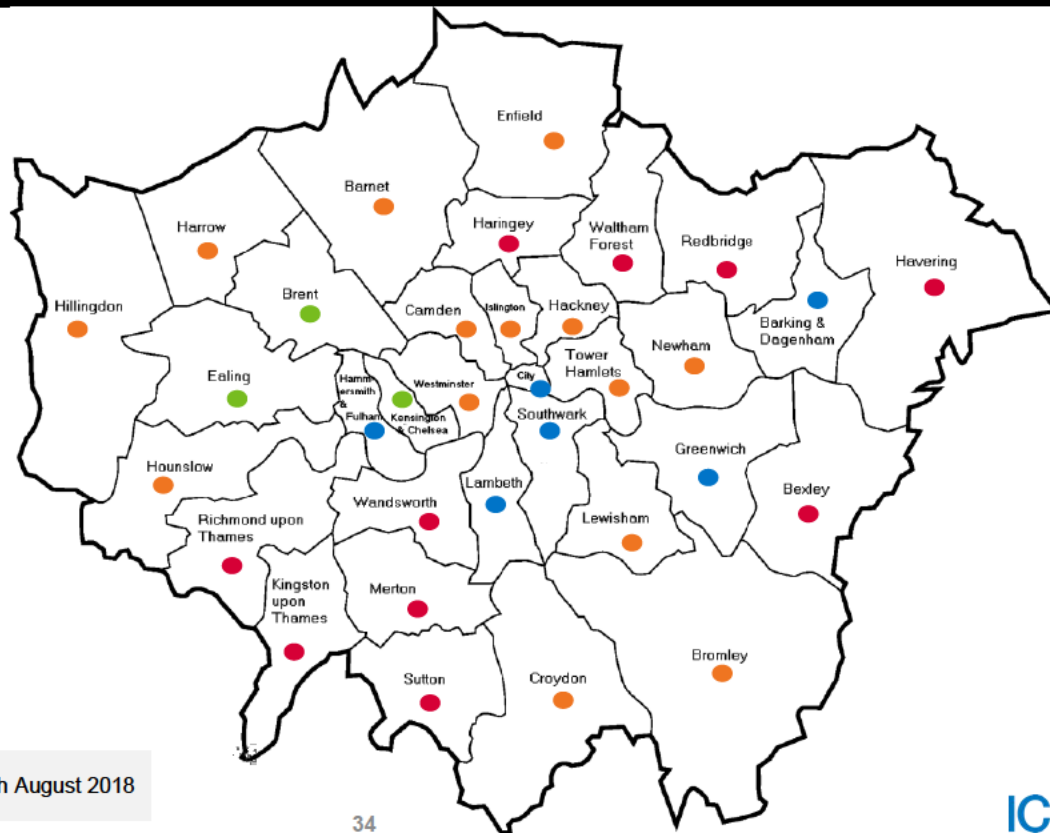 Enfield
Barnet
Haringey
Waltham
Forest
Redbridge
Harrow
Havering
Hillingdon
Brent
Camden
Islington
Hackney
Barking &
Dagenham
Newham
Tower
Hamlets
Ealing
Hamm-
ersmith
&
Fulham
Westminster
Kensington
& Chelsea
City
Southwark
Greenwich
Hounslow
Lambeth
Bexley
Wandsworth
Richmond upon
Thames
Lewisham
Kingston
upon
Thames
Merton
Bromley
Sutton
Croydon
h August 2018
34
IC